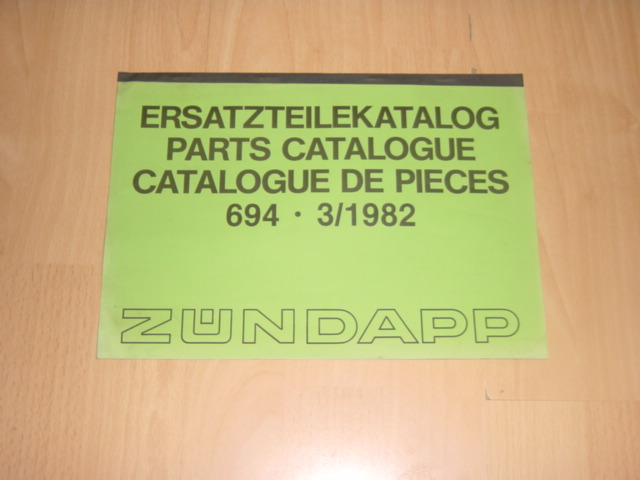 ERSATZTEILEKATALOG
PARTS CATALOGUE
CATALOGUE DE PIECES
694 · 3/1982
ZÜNDAPP